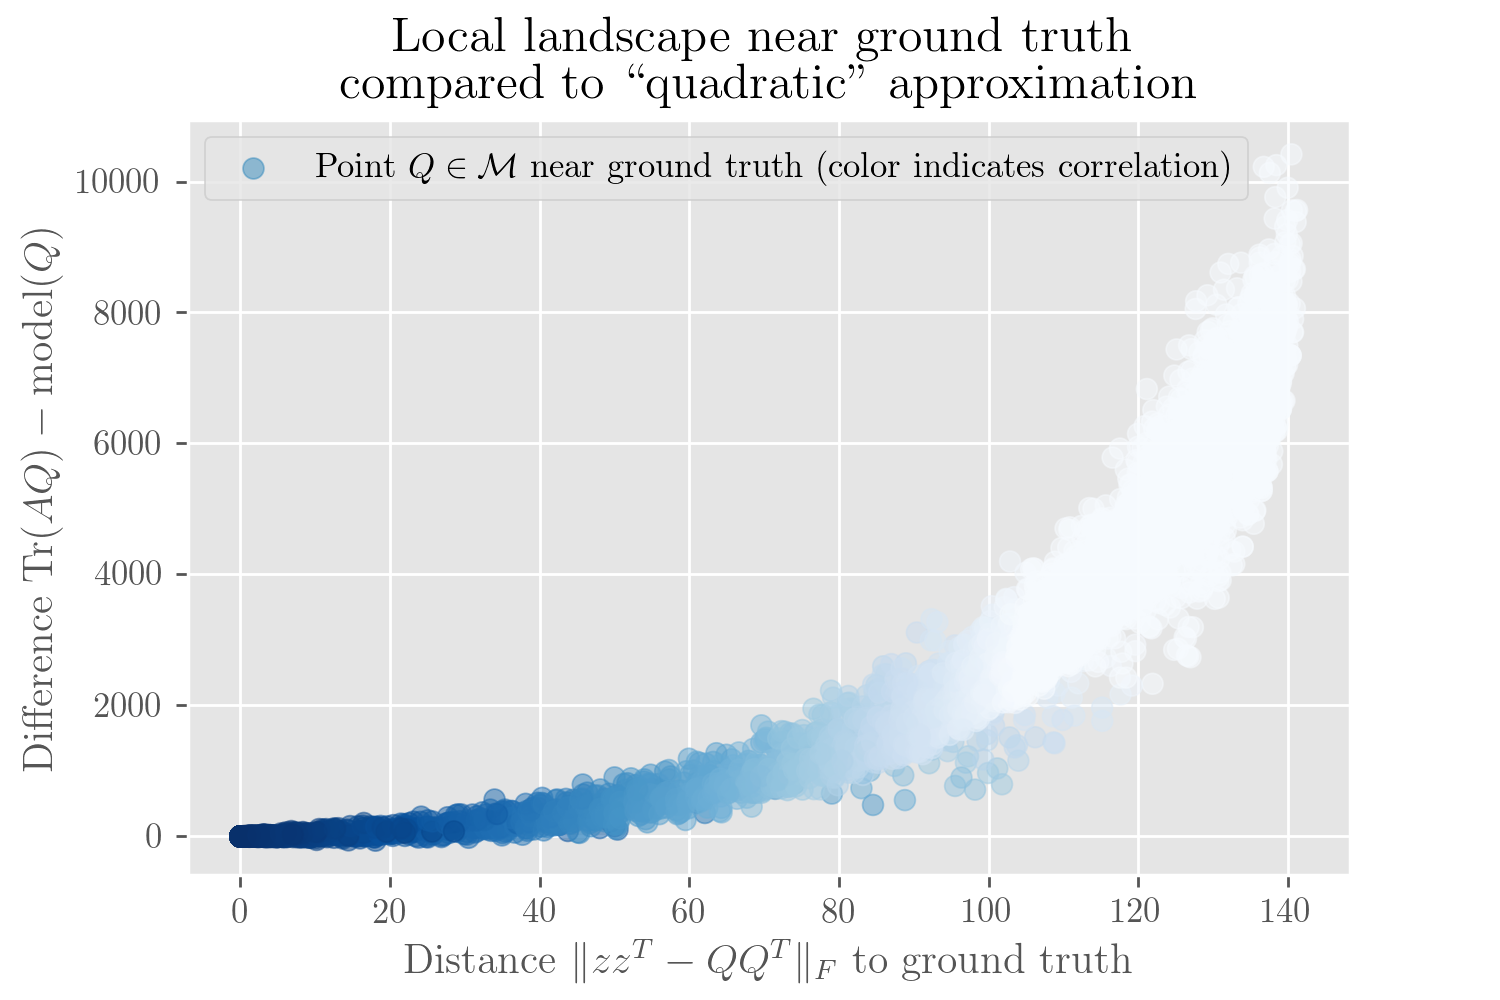 Local landscape near ground truth
compared to “quadratic” approximation
Point Q ∈ ℳ near ground truth (color indicates correlation)
Difference Tr(AQ) − model(Q)
10000
8000
6000
4000
2000
0
0 20 40 60 80 100 120 140
Distance ‖zz^T − QQ^T‖_F to ground truth